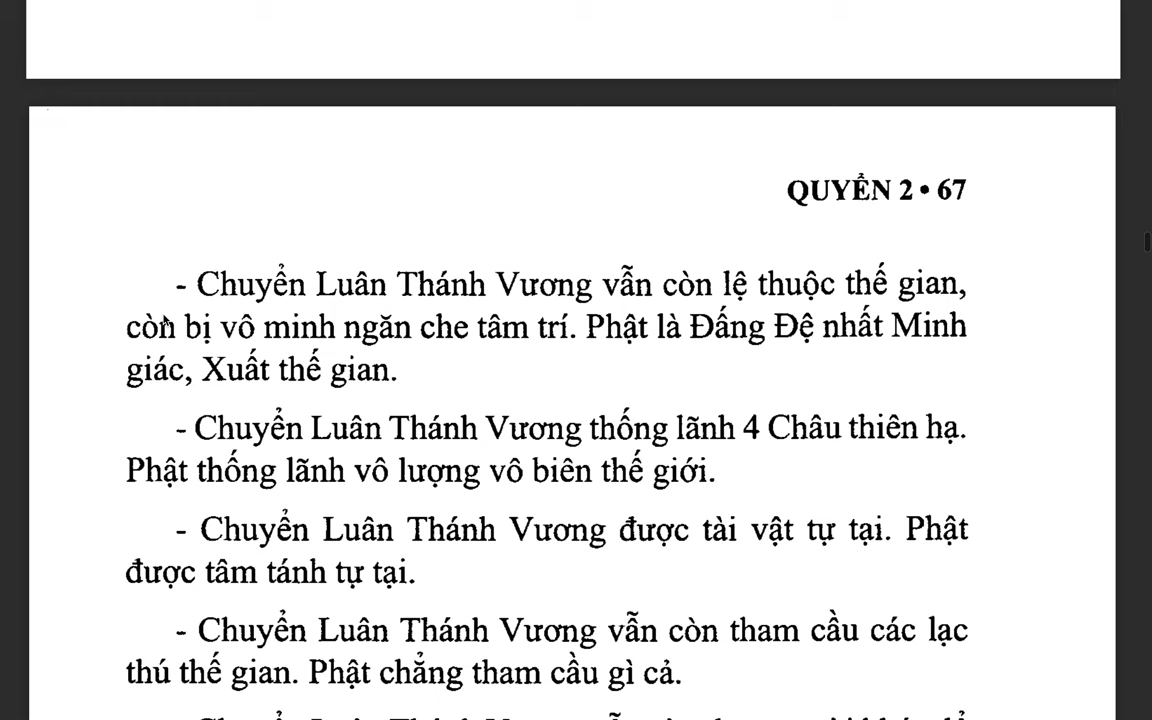 QUYỂN 2 • 67
- Chuyển Luân Thánh Vương vẫn còn lệ thuộc thế gian,
còn bị vô minh ngăn che tâm trí. Phật là Đấng Đệ nhất Minh
giác, Xuất thế gian.
- Chuyển Luân Thánh Vương thống lãnh 4 Châu thiên hạ.
Phật thống lãnh vô lượng vô biên thế giới.
- Chuyển Luân Thánh Vương được tài vật tự tại. Phật
được tâm tánh tự tại.
- Chuyển Luân Thánh Vương vẫn còn tham cầu các lạc
thú thế gian. Phật chẳng tham cầu gì cả.